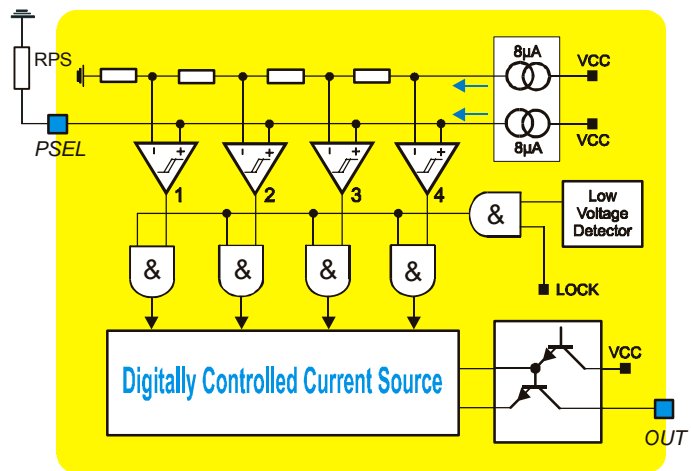 RPS
8µA
VCC
PSEL
VCC
8µA
- +
- +
- +
- +
1
2
3
4
&
Low
Voltage
Detector
&
&
&
&
LOCK
Digitally Controlled Current Source
VCC
OUT